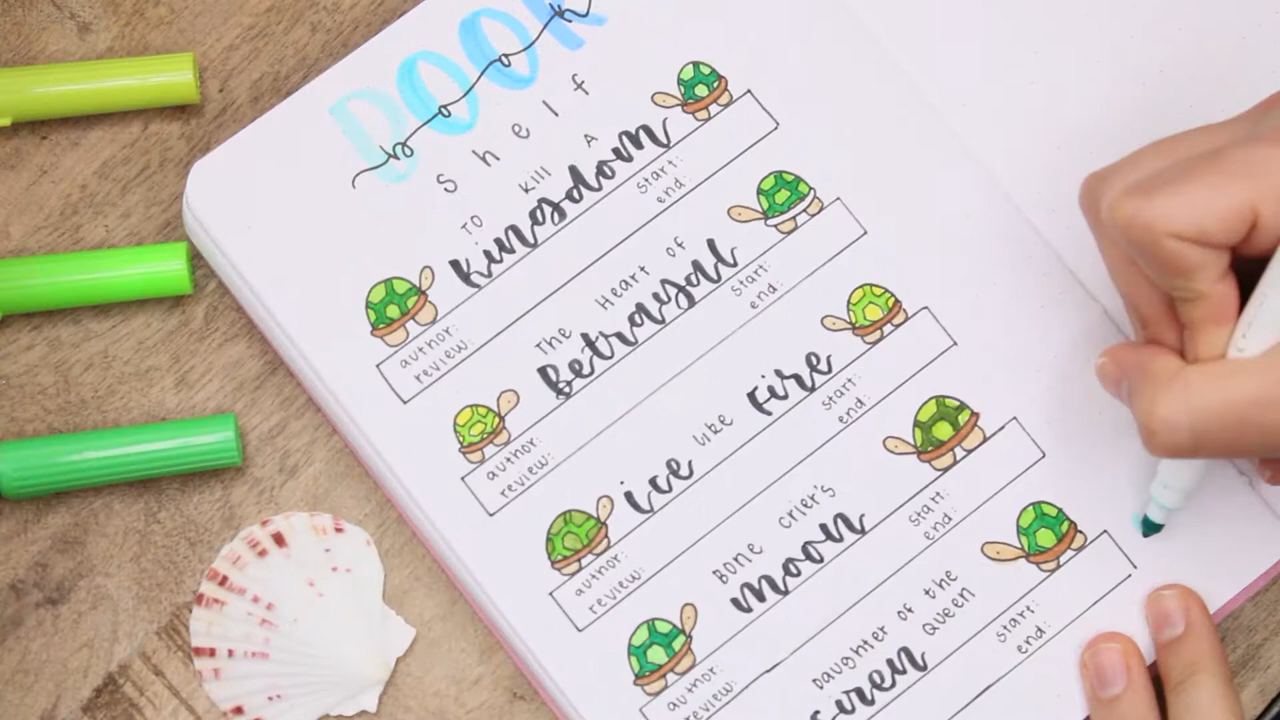 BOOK
book
shelf
TO Kill A
Kingdom
author:
review:
start:
end:
The Heart of
Betrayal
author:
review:
start:
end:
ice like Fire
author:
review:
start:
end:
BONE Crier's
moon
author:
review:
start:
end:
Daughter OF the
siren QUEEN
start:
end: